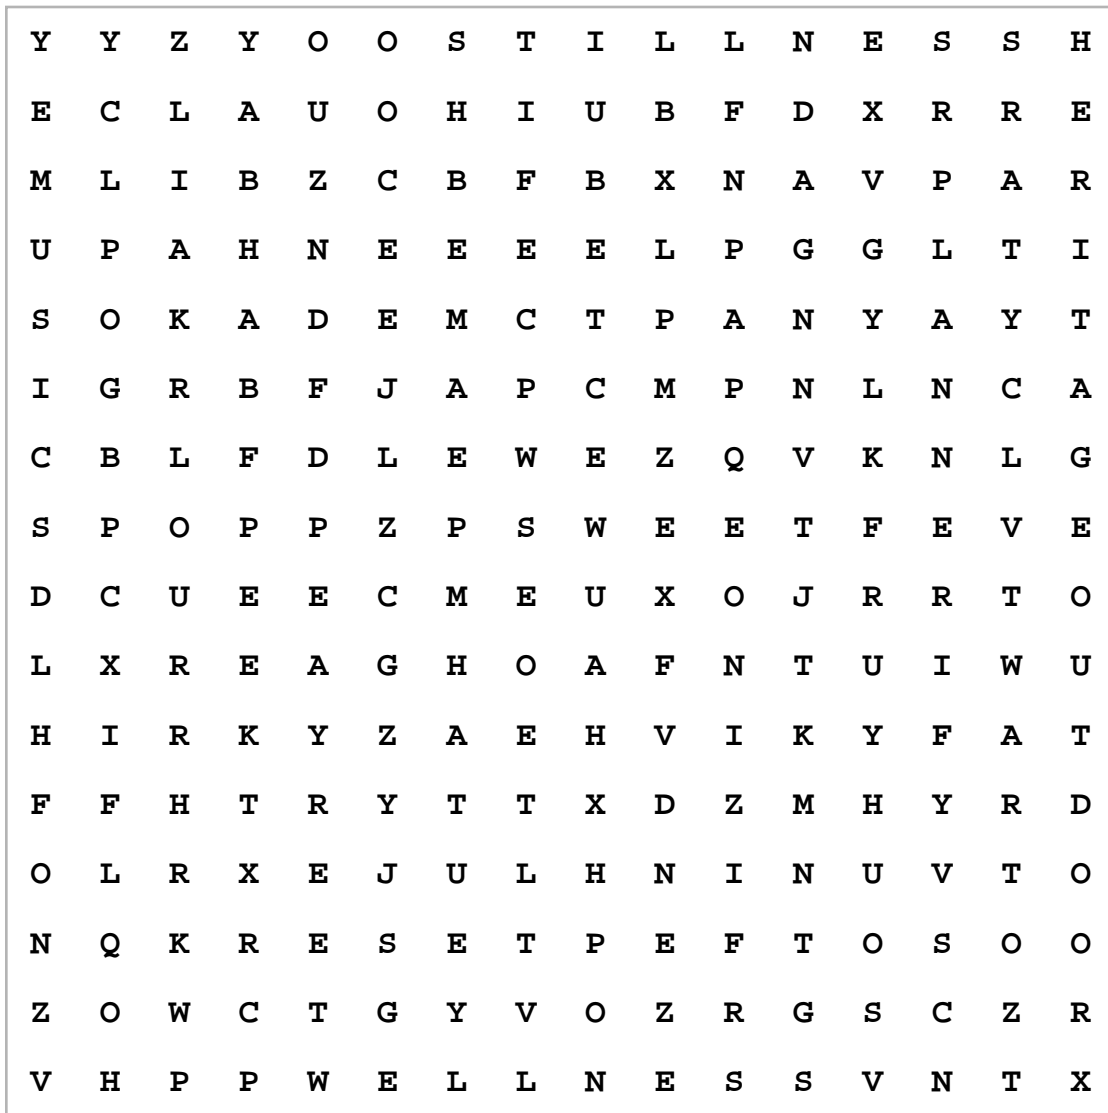 Y Y Z Y O O S T I L L N E S S H
E C L A U O H I U B F D X R R E
M L I B Z C B F B X N A V P A R
U P A H N E E E E L P G G L T I
S O K A D E M C T P A N Y A Y T
I G R B F J A P C M P N L N C A
C B L F D L E W E Z Q V K N L G
S P O P P Z P S W E E T F E V E
D C U E E C M E U X O J R R T O
L X R E A G H O A F N T U I W U
H I R K Y Z A E H V I K Y F A T
F F H T R Y T T X D Z M H Y R D
O L R X E J U L H N I N U V T O
N Q K R E S E T P E F T O S O O
Z O W C T G Y V O Z R G S C Z R
V H P P W E L L N E S S V N T X